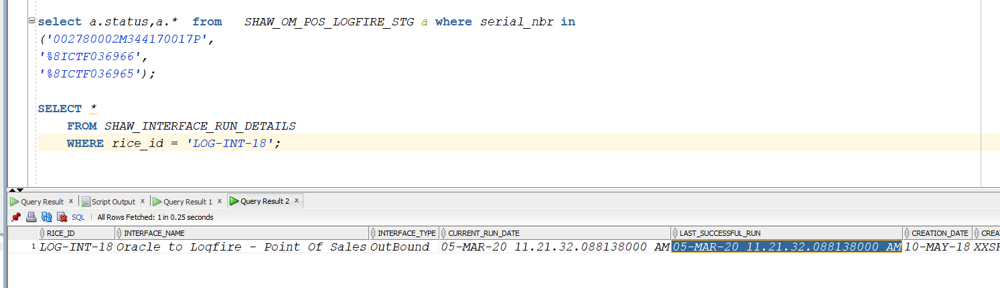 select a.status,a.* from SHAW_OM_POS_LOGFIRE_STG a where serial_nbr in
('002780002M344170017P',
'%8ICTF036966',
'%8ICTF036965');
SELECT *
FROM SHAW_INTERFACE_RUN_DETAILS
WHERE rice_id = 'LOG-INT-18';
Query Result x Script Output x Query Result 1 x Query Result 2 x
SQL All Rows Fetched: 1 in 0.25 seconds
RICE_ID INTERFACE_NAME INTERFACE_TYPE CURRENT_RUN_DATE LAST_SUCCESSFUL_RUN CREATION_DATE CREA
1 LOG-INT-18 Oracle to Logfire - Point Of Sales OutBound 05-MAR-20 11.21.32.088138000 AM 05-MAR-20 11.21.32.088138000 AM 10-MAY-18